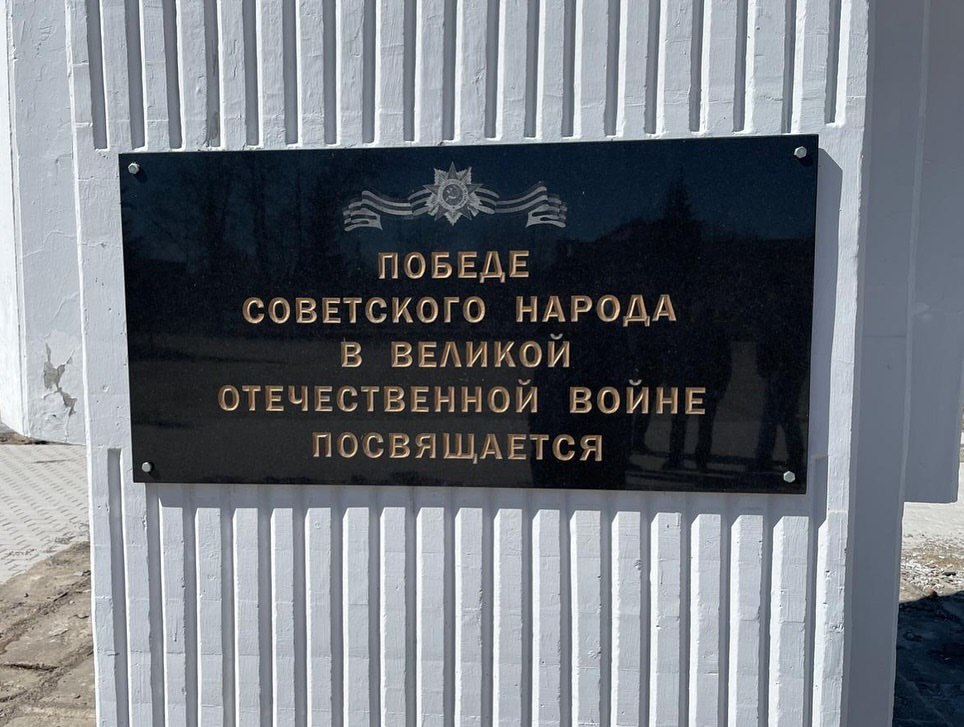 ПОБЕДЕ
СОВЕТСКОГО НАРОДА
В ВЕЛИКОЙ
ОТЕЧЕСТВЕННОЙ ВОЙНЕ
ПОСВЯЩАЕТСЯ